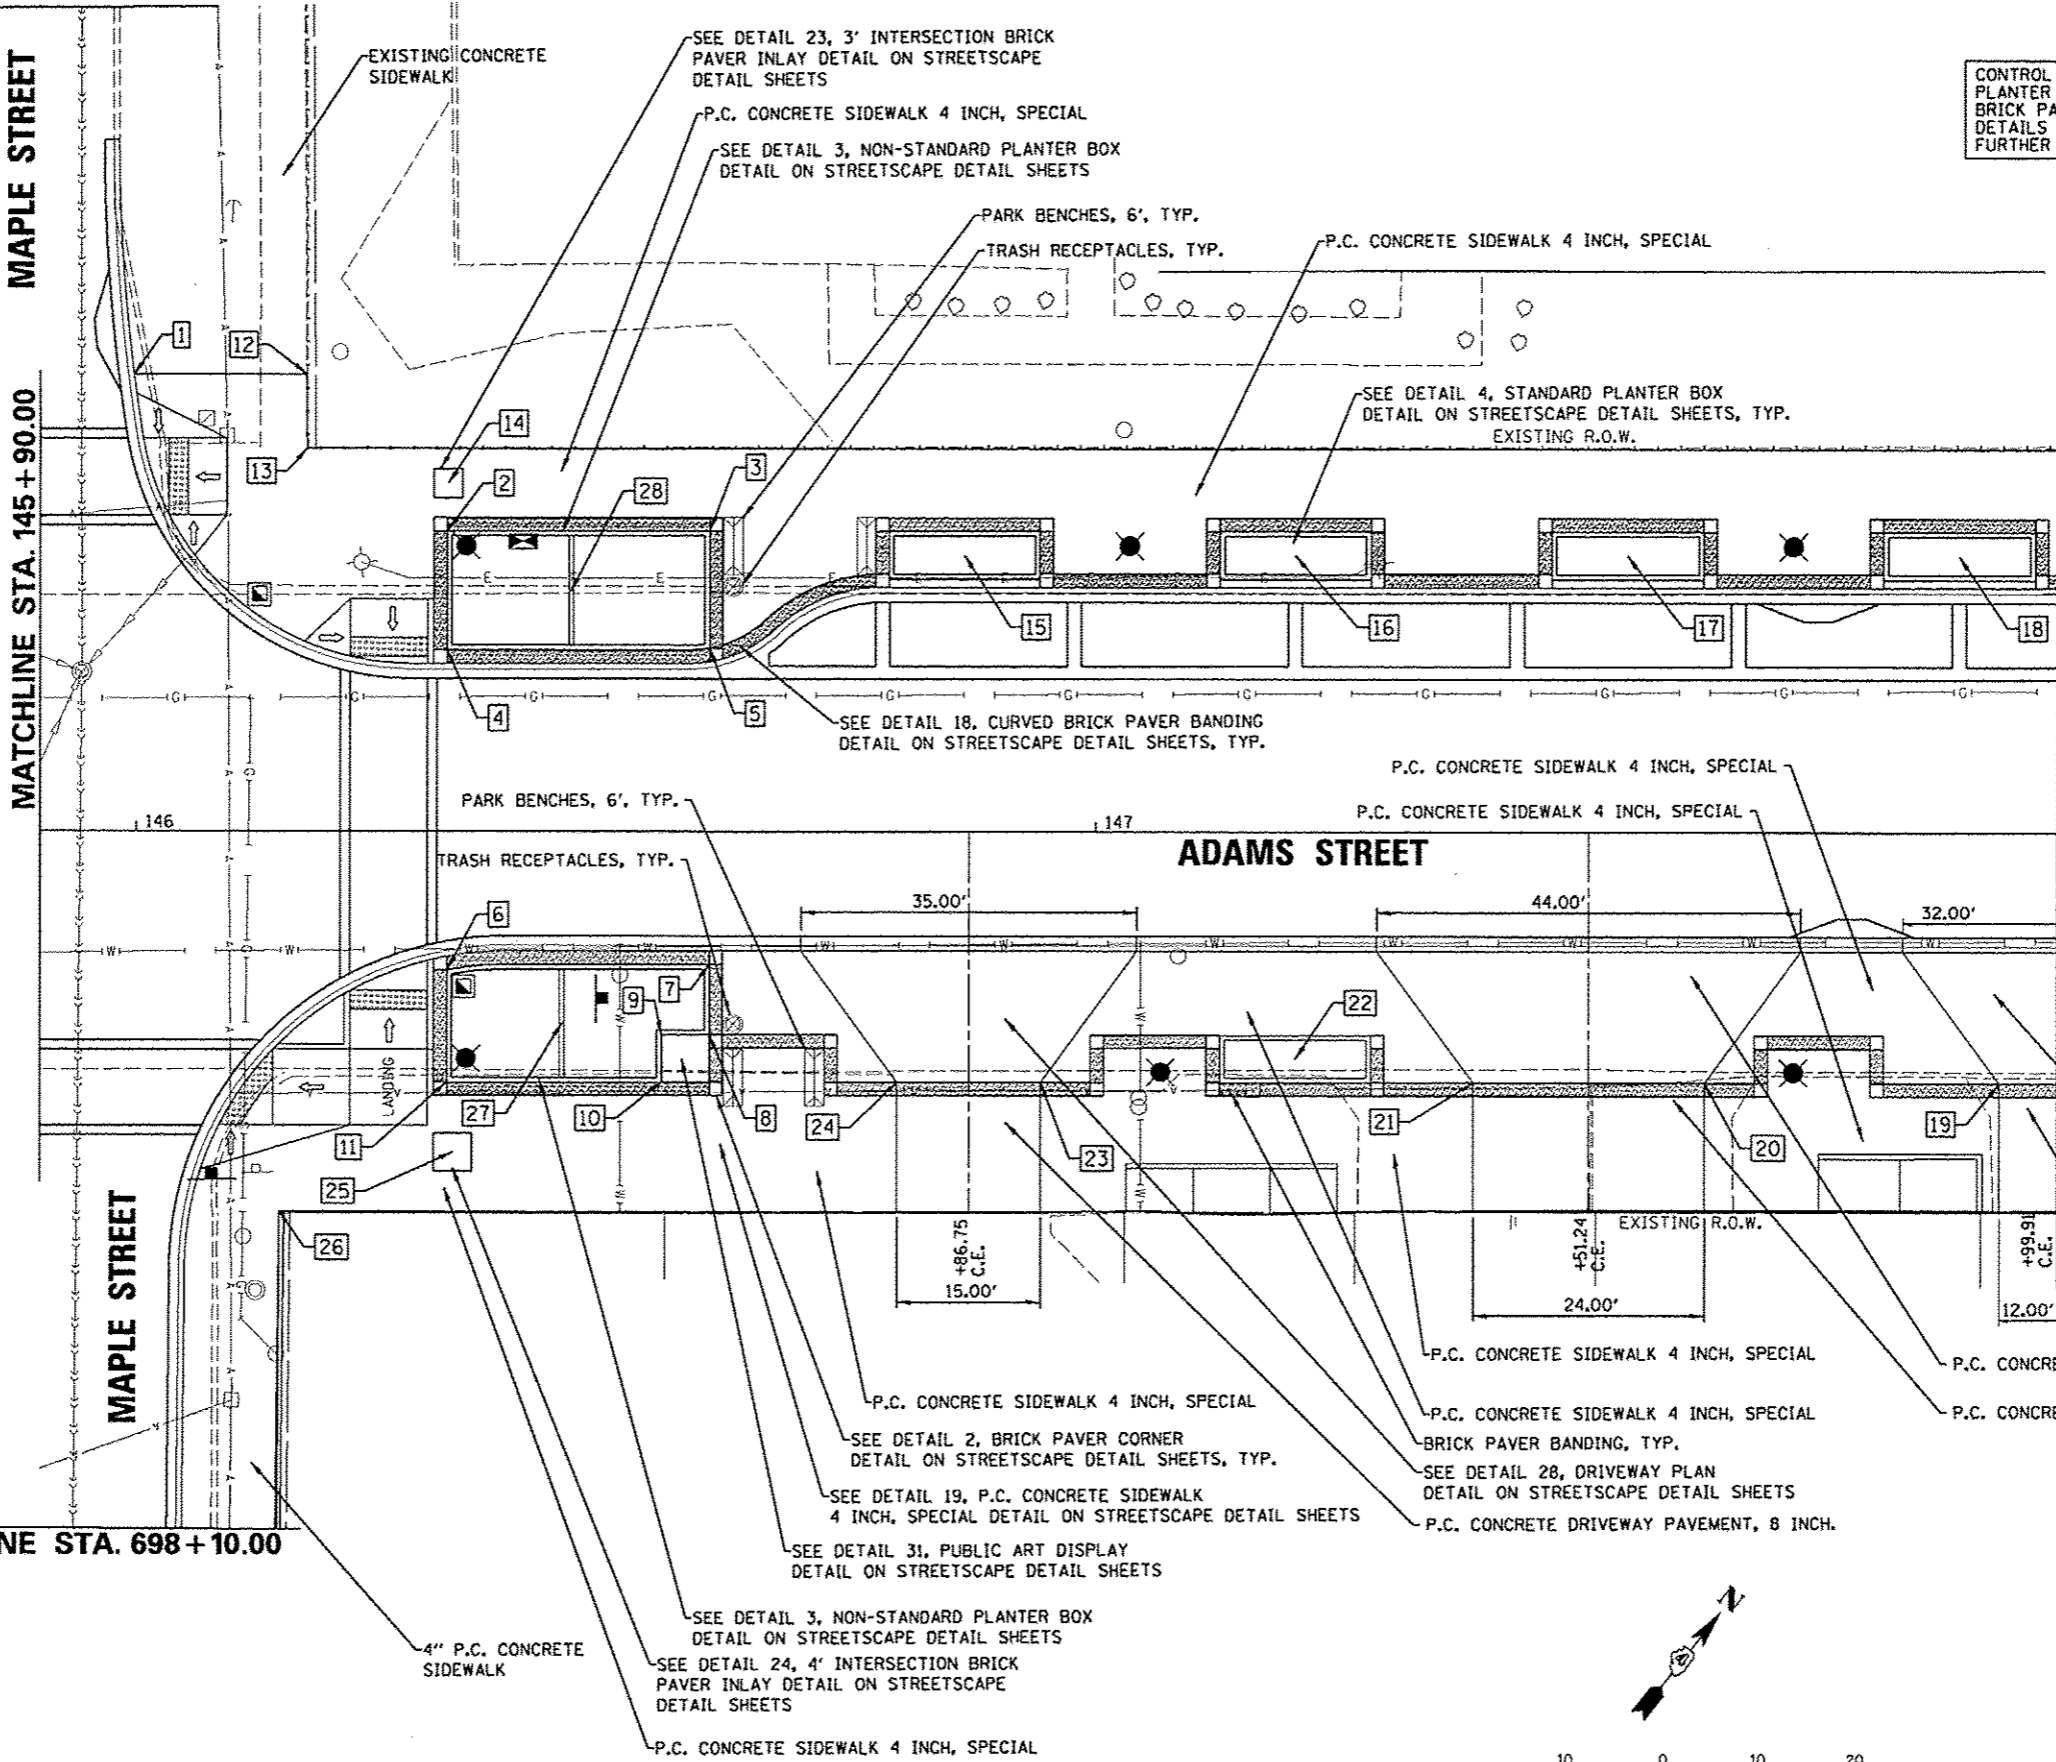 MAPLE STREET
EXISTING CONCRETE
SIDEWALK
SEE DETAIL 23, 3' INTERSECTION BRICK
PAVER INLAY DETAIL ON STREETSCAPE
DETAIL SHEETS
P.C. CONCRETE SIDEWALK 4 INCH, SPECIAL
SEE DETAIL 3, NON-STANDARD PLANTER BOX
DETAIL ON STREETSCAPE DETAIL SHEETS
CONTROL
PLANTER
BRICK PA
DETAILS
FURTHER
PARK BENCHES, 6', TYP.
TRASH RECEPTACLES, TYP.
P.C. CONCRETE SIDEWALK 4 INCH, SPECIAL
1
12
SEE DETAIL 4, STANDARD PLANTER BOX
DETAIL ON STREETSCAPE DETAIL SHEETS, TYP.
EXISTING R.O.W.
MATCHLINE STA. 145+90.00
14
13
2
28
3
15
16
17
18
4
5
SEE DETAIL 18, CURVED BRICK PAVER BANDING
DETAIL ON STREETSCAPE DETAIL SHEETS, TYP.
P.C. CONCRETE SIDEWALK 4 INCH, SPECIAL
P.C. CONCRETE SIDEWALK 4 INCH, SPECIAL
PARK BENCHES, 6', TYP.
146
147
ADAMS STREET
TRASH RECEPTACLES, TYP.
35.00'
44.00'
32.00'
6
7
9
22
LANDING
27
10
8
24
23
21
20
19
11
25
26
MAPLE STREET
EXISTING R.O.W.
+86.75
C.E.
+51.24
C.E.
+99.91
C.E.
15.00'
24.00'
12.00'
P.C. CONCRETE SIDEWALK 4 INCH, SPECIAL
P.C. CONCRE
P.C. CONCRETE SIDEWALK 4 INCH, SPECIAL
P.C. CONCRETE SIDEWALK 4 INCH, SPECIAL
P.C. CONCRE
SEE DETAIL 2, BRICK PAVER CORNER
DETAIL ON STREETSCAPE DETAIL SHEETS, TYP.
BRICK PAVER BANDING, TYP.
SEE DETAIL 28, DRIVEWAY PLAN
DETAIL ON STREETSCAPE DETAIL SHEETS
SEE DETAIL 19, P.C. CONCRETE SIDEWALK
4 INCH, SPECIAL DETAIL ON STREETSCAPE DETAIL SHEETS
P.C. CONCRETE DRIVEWAY PAVEMENT, 8 INCH.
NE STA. 698+10.00
SEE DETAIL 31, PUBLIC ART DISPLAY
DETAIL ON STREETSCAPE DETAIL SHEETS
SEE DETAIL 3, NON-STANDARD PLANTER BOX
DETAIL ON STREETSCAPE DETAIL SHEETS
4" P.C. CONCRETE
SIDEWALK
SEE DETAIL 24, 4' INTERSECTION BRICK
PAVER INLAY DETAIL ON STREETSCAPE
DETAIL SHEETS
P.C. CONCRETE SIDEWALK 4 INCH, SPECIAL
N
10 0 10 20